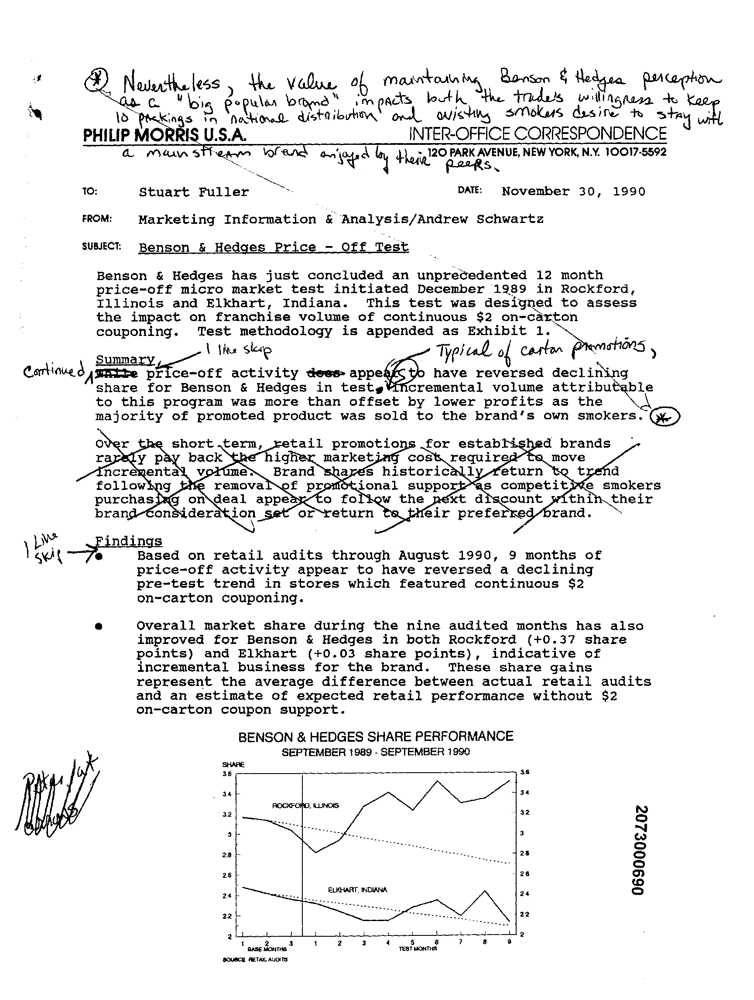 * Nevertheless, the value of maintaining Benson & Hedges perception
as a "big popular brand" impacts both the trade's willingness to keep
10 packings in national distribution and existing smokers desire to stay with
PHILIP MORRIS U.S.A. INTER-OFFICE CORRESPONDENCE
a mainstream brand enjoyed by their peers.
120 PARK AVENUE, NEW YORK, N.Y. 10017-5592
TO: Stuart Fuller DATE: November 30, 1990
FROM: Marketing Information & Analysis/Andrew Schwartz
SUBJECT: Benson & Hedges Price - Off Test
Benson & Hedges has just concluded an unprecedented 12 month
price-off micro market test initiated December 1989 in Rockford,
Illinois and Elkhart, Indiana. This test was designed to assess
the impact on franchise volume of continuous $2 on-carton
couponing. Test methodology is appended as Exhibit 1.
Summary 1 line skip Typical of carton promotions,
Continued while price-off activity does appears to have reversed declining
share for Benson & Hedges in test. Incremental volume attributable
to this program was more than offset by lower profits as the
majority of promoted product was sold to the brand's own smokers. *
Over the short term, retail promotions for established brands
rarely pay back the higher marketing cost required to move
incremental volume. Brand shares historically return to trend
following the removal of promotional support as competitive smokers
purchasing on deal appear to follow the next discount within their
brand consideration set or return to their preferred brand.
1 Line
skip
Findings
• Based on retail audits through August 1990, 9 months of
price-off activity appear to have reversed a declining
pre-test trend in stores which featured continuous $2
on-carton couponing.
• Overall market share during the nine audited months has also
improved for Benson & Hedges in both Rockford (+0.37 share
points) and Elkhart (+0.03 share points), indicative of
incremental business for the brand. These share gains
represent the average difference between actual retail audits
and an estimate of expected retail performance without $2
on-carton coupon support.
BENSON & HEDGES SHARE PERFORMANCE
SEPTEMBER 1989 - SEPTEMBER 1990
SHARE
3.6 3.6
3.4 3.4
ROCKFORD, ILLINOIS
3.2 3.2
3 3
2.8 2.8
2.6 2.6
ELKHART, INDIANA
2.4 2.4
2.2 2.2
2 2
1 2 3 1 2 3 4 5 6 7 8 9
BASE MONTHS TEST MONTHS
SOURCE: RETAIL AUDITS
2073000690